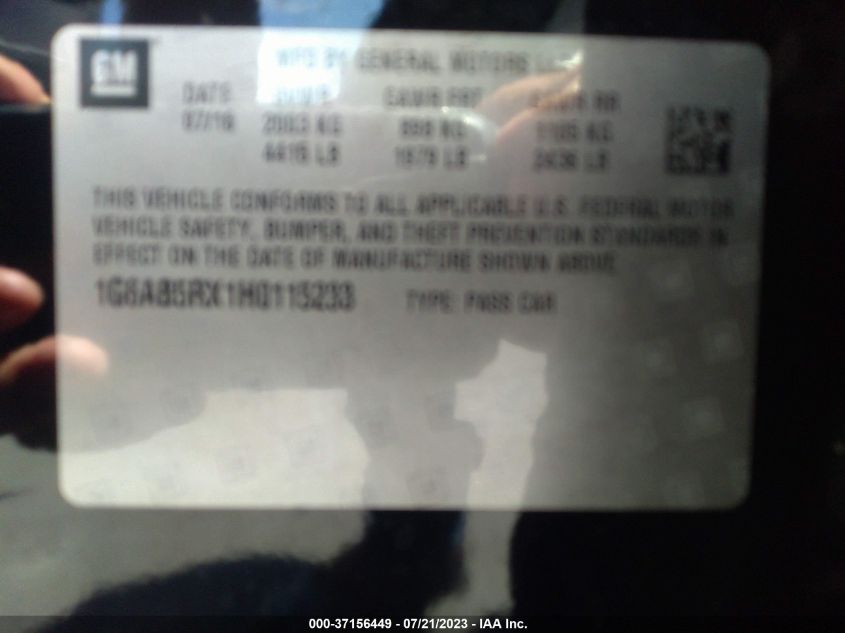 GM
MFD BY GENERAL MOTORS LLC
DATE GVWR GAWR FRT GAWR RR
07/16 2003 KG 898 KG 1105 KG
4416 LB 1979 LB 2436 LB
THIS VEHICLE CONFORMS TO ALL APPLICABLE U.S. FEDERAL MOTOR
VEHICLE SAFETY, BUMPER, AND THEFT PREVENTION STANDARDS IN
EFFECT ON THE DATE OF MANUFACTURE SHOWN ABOVE.
1G6AB5RX1H0115233 TYPE: PASS CAR
000-37156449 - 07/21/2023 - IAA Inc.